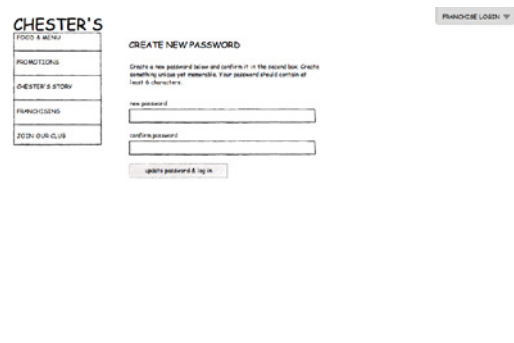 CHESTER'S
FRANCHISE LOGIN
FOOD & MENU
PROMOTIONS
CHESTER'S STORY
FRANCHISING
JOIN OUR CLUB
CREATE NEW PASSWORD
Create a new password below and confirm it in the second box. Create
something unique yet memorable. Your password should contain at
least 6 characters.
new password
confirm password
update password & log in